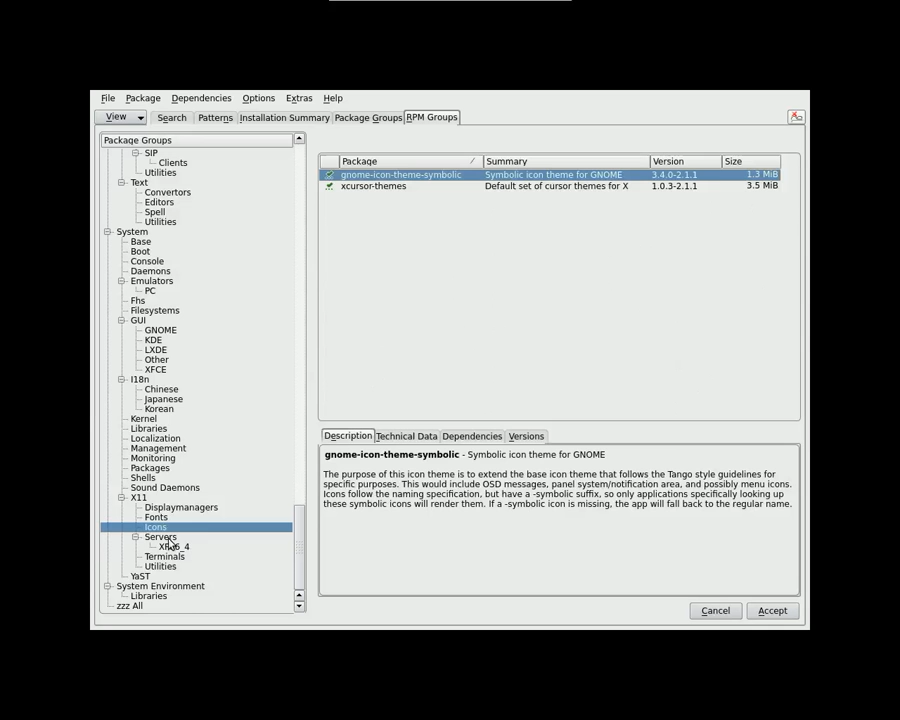 File Package Dependencies Options Extras Help
View Search Patterns Installation Summary Package Groups RPM Groups
Package Groups
SIP
Clients
Utilities
Text
Convertors
Editors
Spell
Utilities
System
Base
Boot
Console
Daemons
Emulators
PC
Fhs
Filesystems
GUI
GNOME
KDE
LXDE
Other
XFCE
I18n
Chinese
Japanese
Korean
Kernel
Libraries
Localization
Management
Monitoring
Packages
Shells
Sound Daemons
X11
Displaymanagers
Fonts
Icons
Servers
Terminals
Utilities
YaST
System Environment
Libraries
zzz All
Package Summary Version Size
gnome-icon-theme-symbolic Symbolic icon theme for GNOME 3.4.0-2.1.1 1.3 MiB
xcursor-themes Default set of cursor themes for X 1.0.3-2.1.1 3.5 MiB
Description Technical Data Dependencies Versions
gnome-icon-theme-symbolic - Symbolic icon theme for GNOME
The purpose of this icon theme is to extend the base icon theme that follows the Tango style guidelines for
specific purposes. This would include OSD messages, panel system/notification area, and possibly menu icons.
Icons follow the naming specification, but have a -symbolic suffix, so only applications specifically looking up
these symbolic icons will render them. If a -symbolic icon is missing, the app will fall back to the regular name.
Cancel Accept